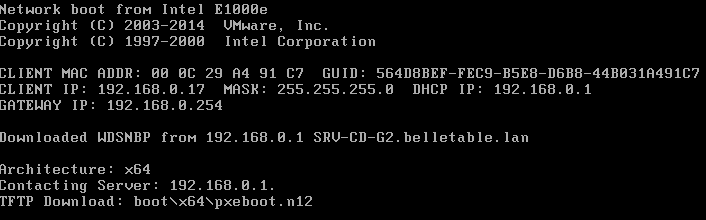 Network boot from Intel E1000e
Copyright (C) 2003-2014  VMware, Inc.
Copyright (C) 1997-2000  Intel Corporation
CLIENT MAC ADDR: 00 0C 29 A4 91 C7  GUID: 564D8BEF-FEC9-B5E8-D6B8-44B031A491C7
CLIENT IP: 192.168.0.17  MASK: 255.255.255.0  DHCP IP: 192.168.0.1
GATEWAY IP: 192.168.0.254
Downloaded WDSNBP from 192.168.0.1 SRV-CD-G2.belletable.lan
Architecture: x64
Contacting Server: 192.168.0.1.
TFTP Download: boot\x64\pxeboot.n12